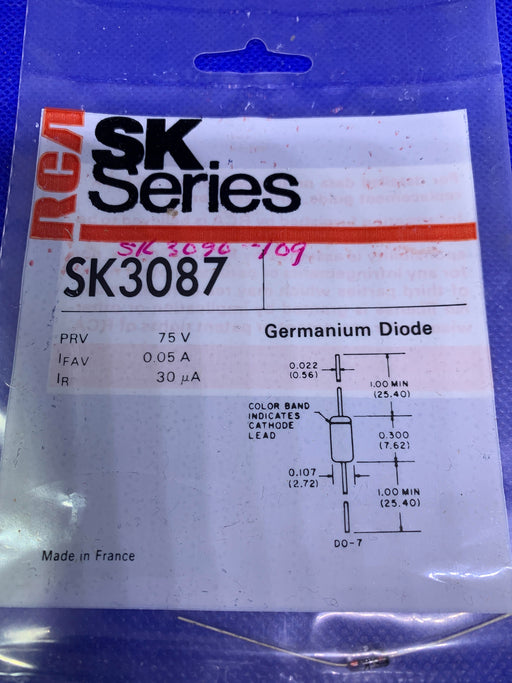 RCA
SK
Series
SK 3090 -109
SK3087
PRV 75 V
IFAV 0.05 A
IR 30 μA
Germanium Diode
0.022
(0.56)
1.00 MIN
(25.40)
COLOR BAND
INDICATES
CATHODE
LEAD
0.300
(7.62)
0.107
(2.72)
1.00 MIN
(25.40)
DO-7
Made in France